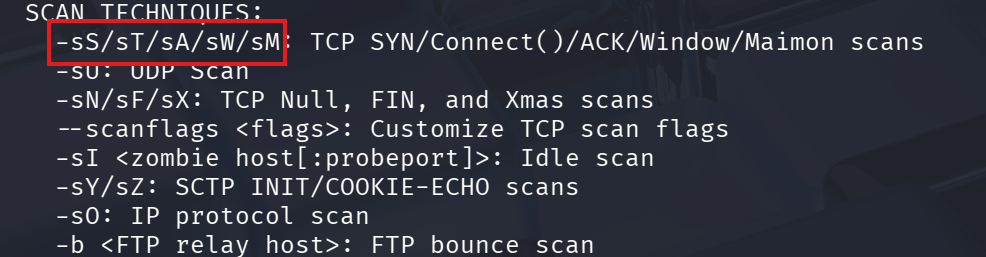 SCAN TECHNIQUES:
-sS/sT/sA/sW/sM: TCP SYN/Connect()/ACK/Window/Maimon scans
-sU: UDP Scan
-sN/sF/sX: TCP Null, FIN, and Xmas scans
--scanflags <flags>: Customize TCP scan flags
-sI <zombie host[:probeport]>: Idle scan
-sY/sZ: SCTP INIT/COOKIE-ECHO scans
-sO: IP protocol scan
-b <FTP relay host>: FTP bounce scan